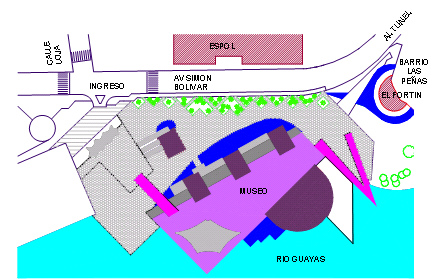 CALLE
LOJA
ESPOL
AL TUNEL
BARRIO
LAS
PEÑAS
INGRESO
AV SIMON
BOLIVAR
EL FORTIN
MUSEO
RIO GUAYAS